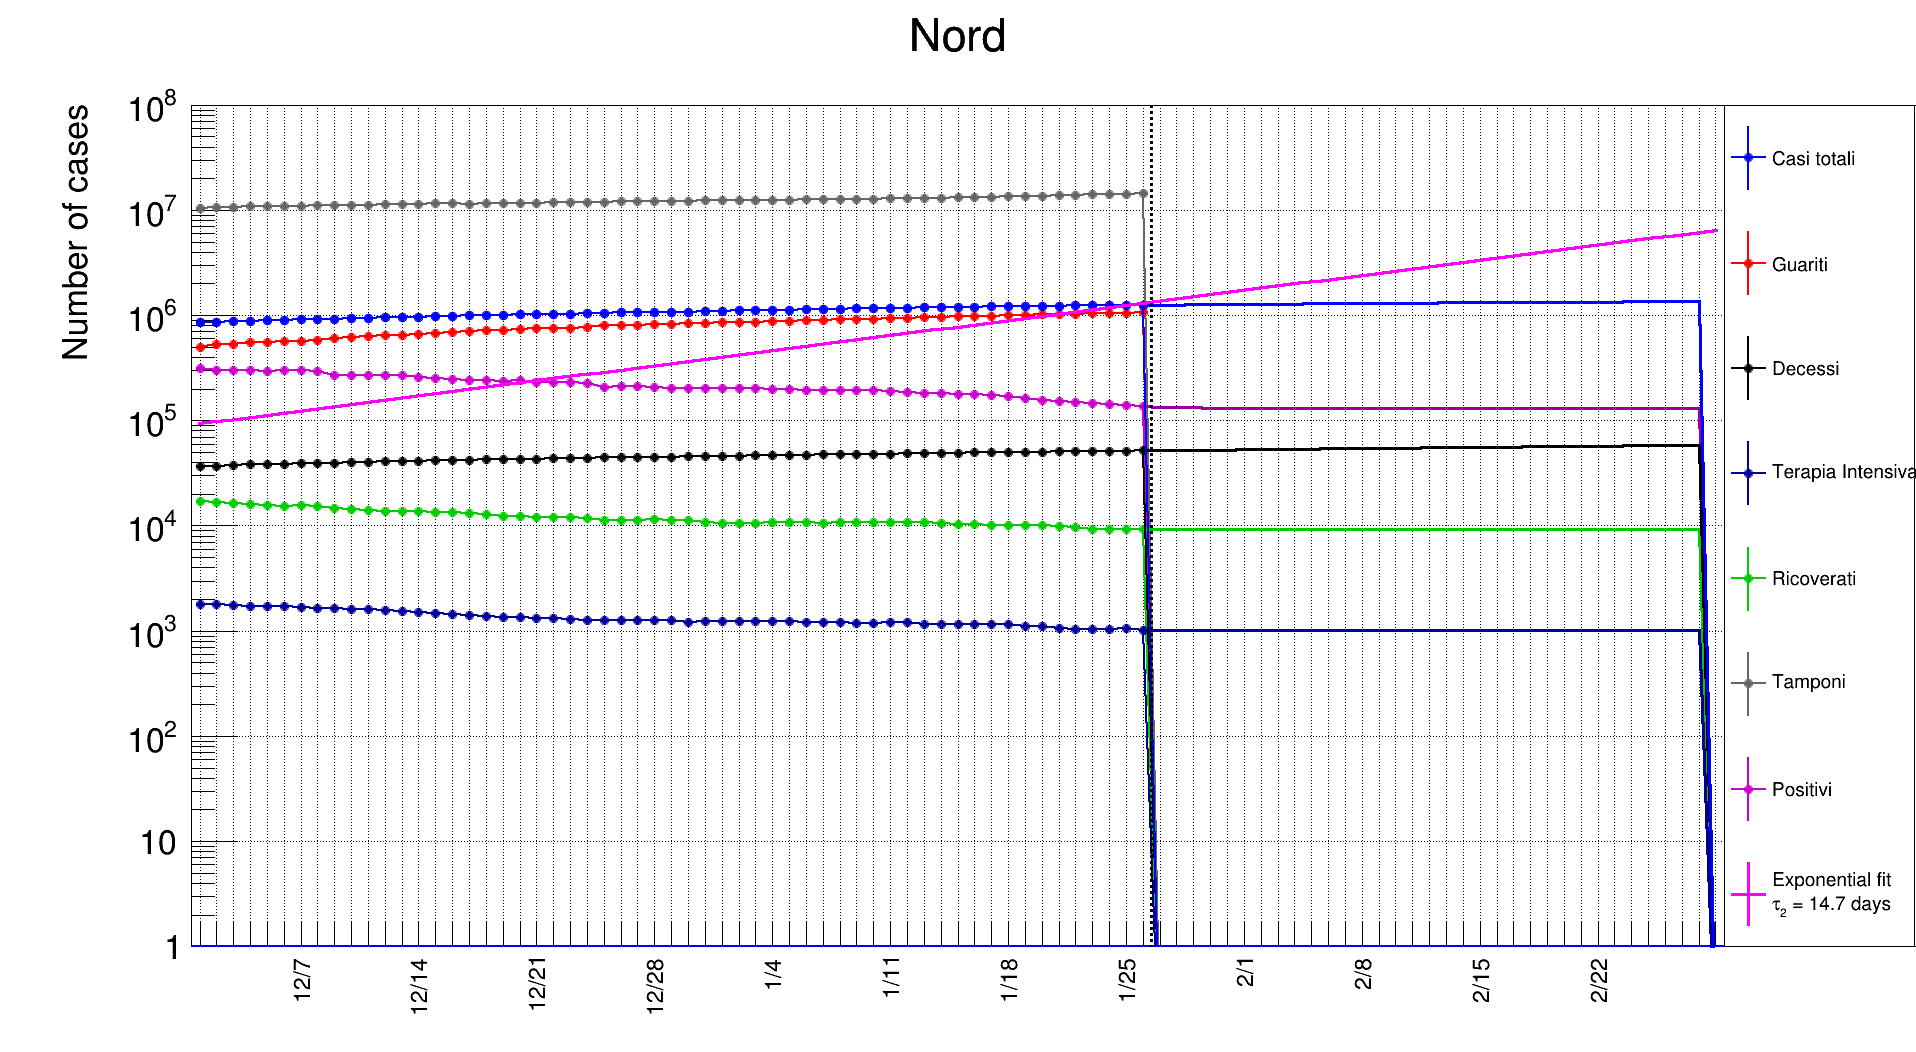 Nord
Number of cases
10^8
10^7
10^6
10^5
10^4
10^3
10^2
10
1
12/7
12/14
12/21
12/28
1/4
1/11
1/18
1/25
2/1
2/8
2/15
2/22
Casi totali
Guariti
Decessi
Terapia Intensiva
Ricoverati
Tamponi
Positivi
Exponential fit
τ_2 = 14.7 days